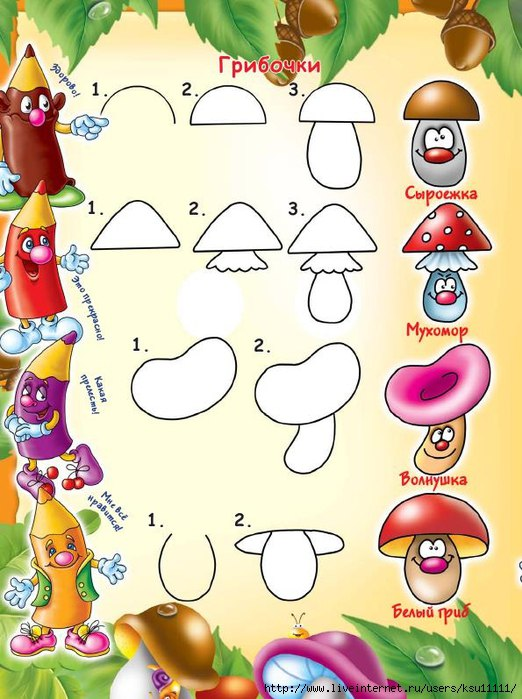 Грибочки
Здорово!
1.
2.
3.
Сыроежка
1.
2.
3.
Это прекрасно!
Мухомор
1.
2.
Какая
прелесть!
Волнушка
Мне всё
нравится!
1.
2.
Белый гриб
http://www.liveinternet.ru/users/ksu11111/